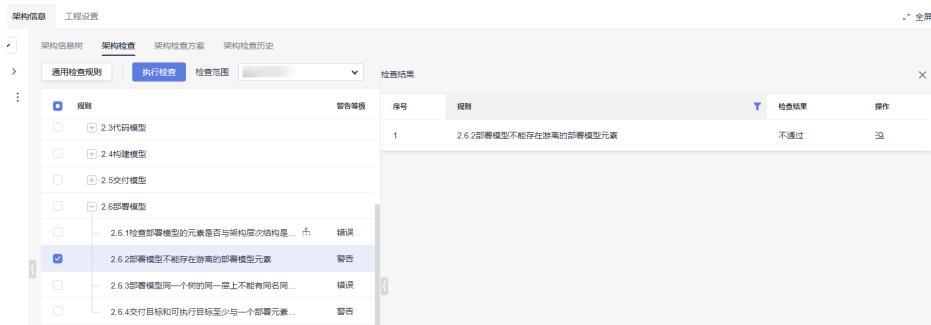 架构信息 工程设置 全屏
架构信息树 架构检查 架构检查方案 架构检查历史
通用检查规则 执行检查 检查范围 检查结果
规则 警告等级 序号 规则 检查结果 操作
2.3代码模型
1 2.6.2部署模型不能存在游离的部署模型元素 不通过
2.4构建模型
2.5交付模型
2.6部署模型
2.6.1检查部署模型的元素是否与架构层次结构是... 错误
2.6.2部署模型不能存在游离的部署模型元素 警告
2.6.3部署模型同一个树的同一层上不能有同名同... 错误
2.6.4交付目标和可执行目标至少与一个部署元素... 警告